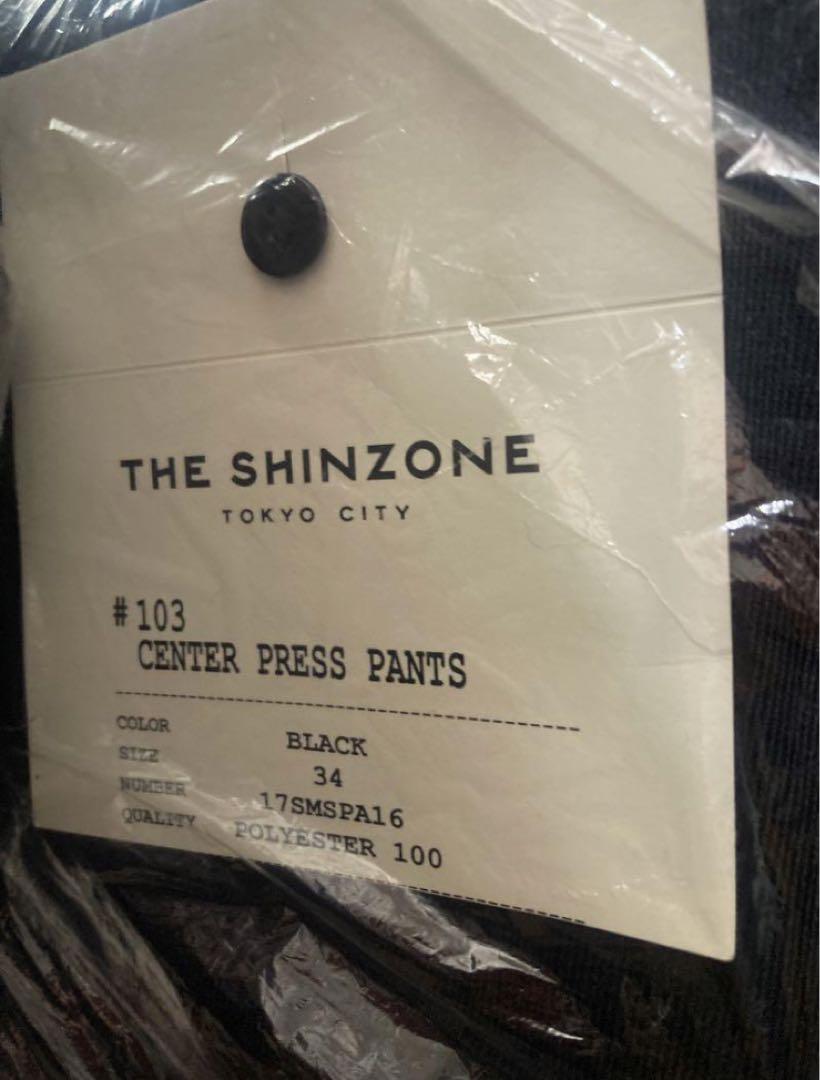 THE SHINZONE
TOKYO CITY
#103
CENTER PRESS PANTS
COLOR BLACK
SIZE 34
NUMBER 17SMSPA16
QUALITY POLYESTER 100